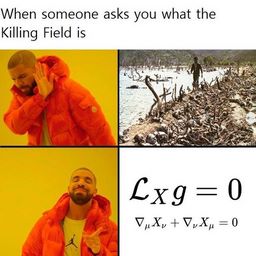 When someone asks you what the
Killing Field is
ℒ_X g = 0
∇_μ X_ν + ∇_ν X_μ = 0